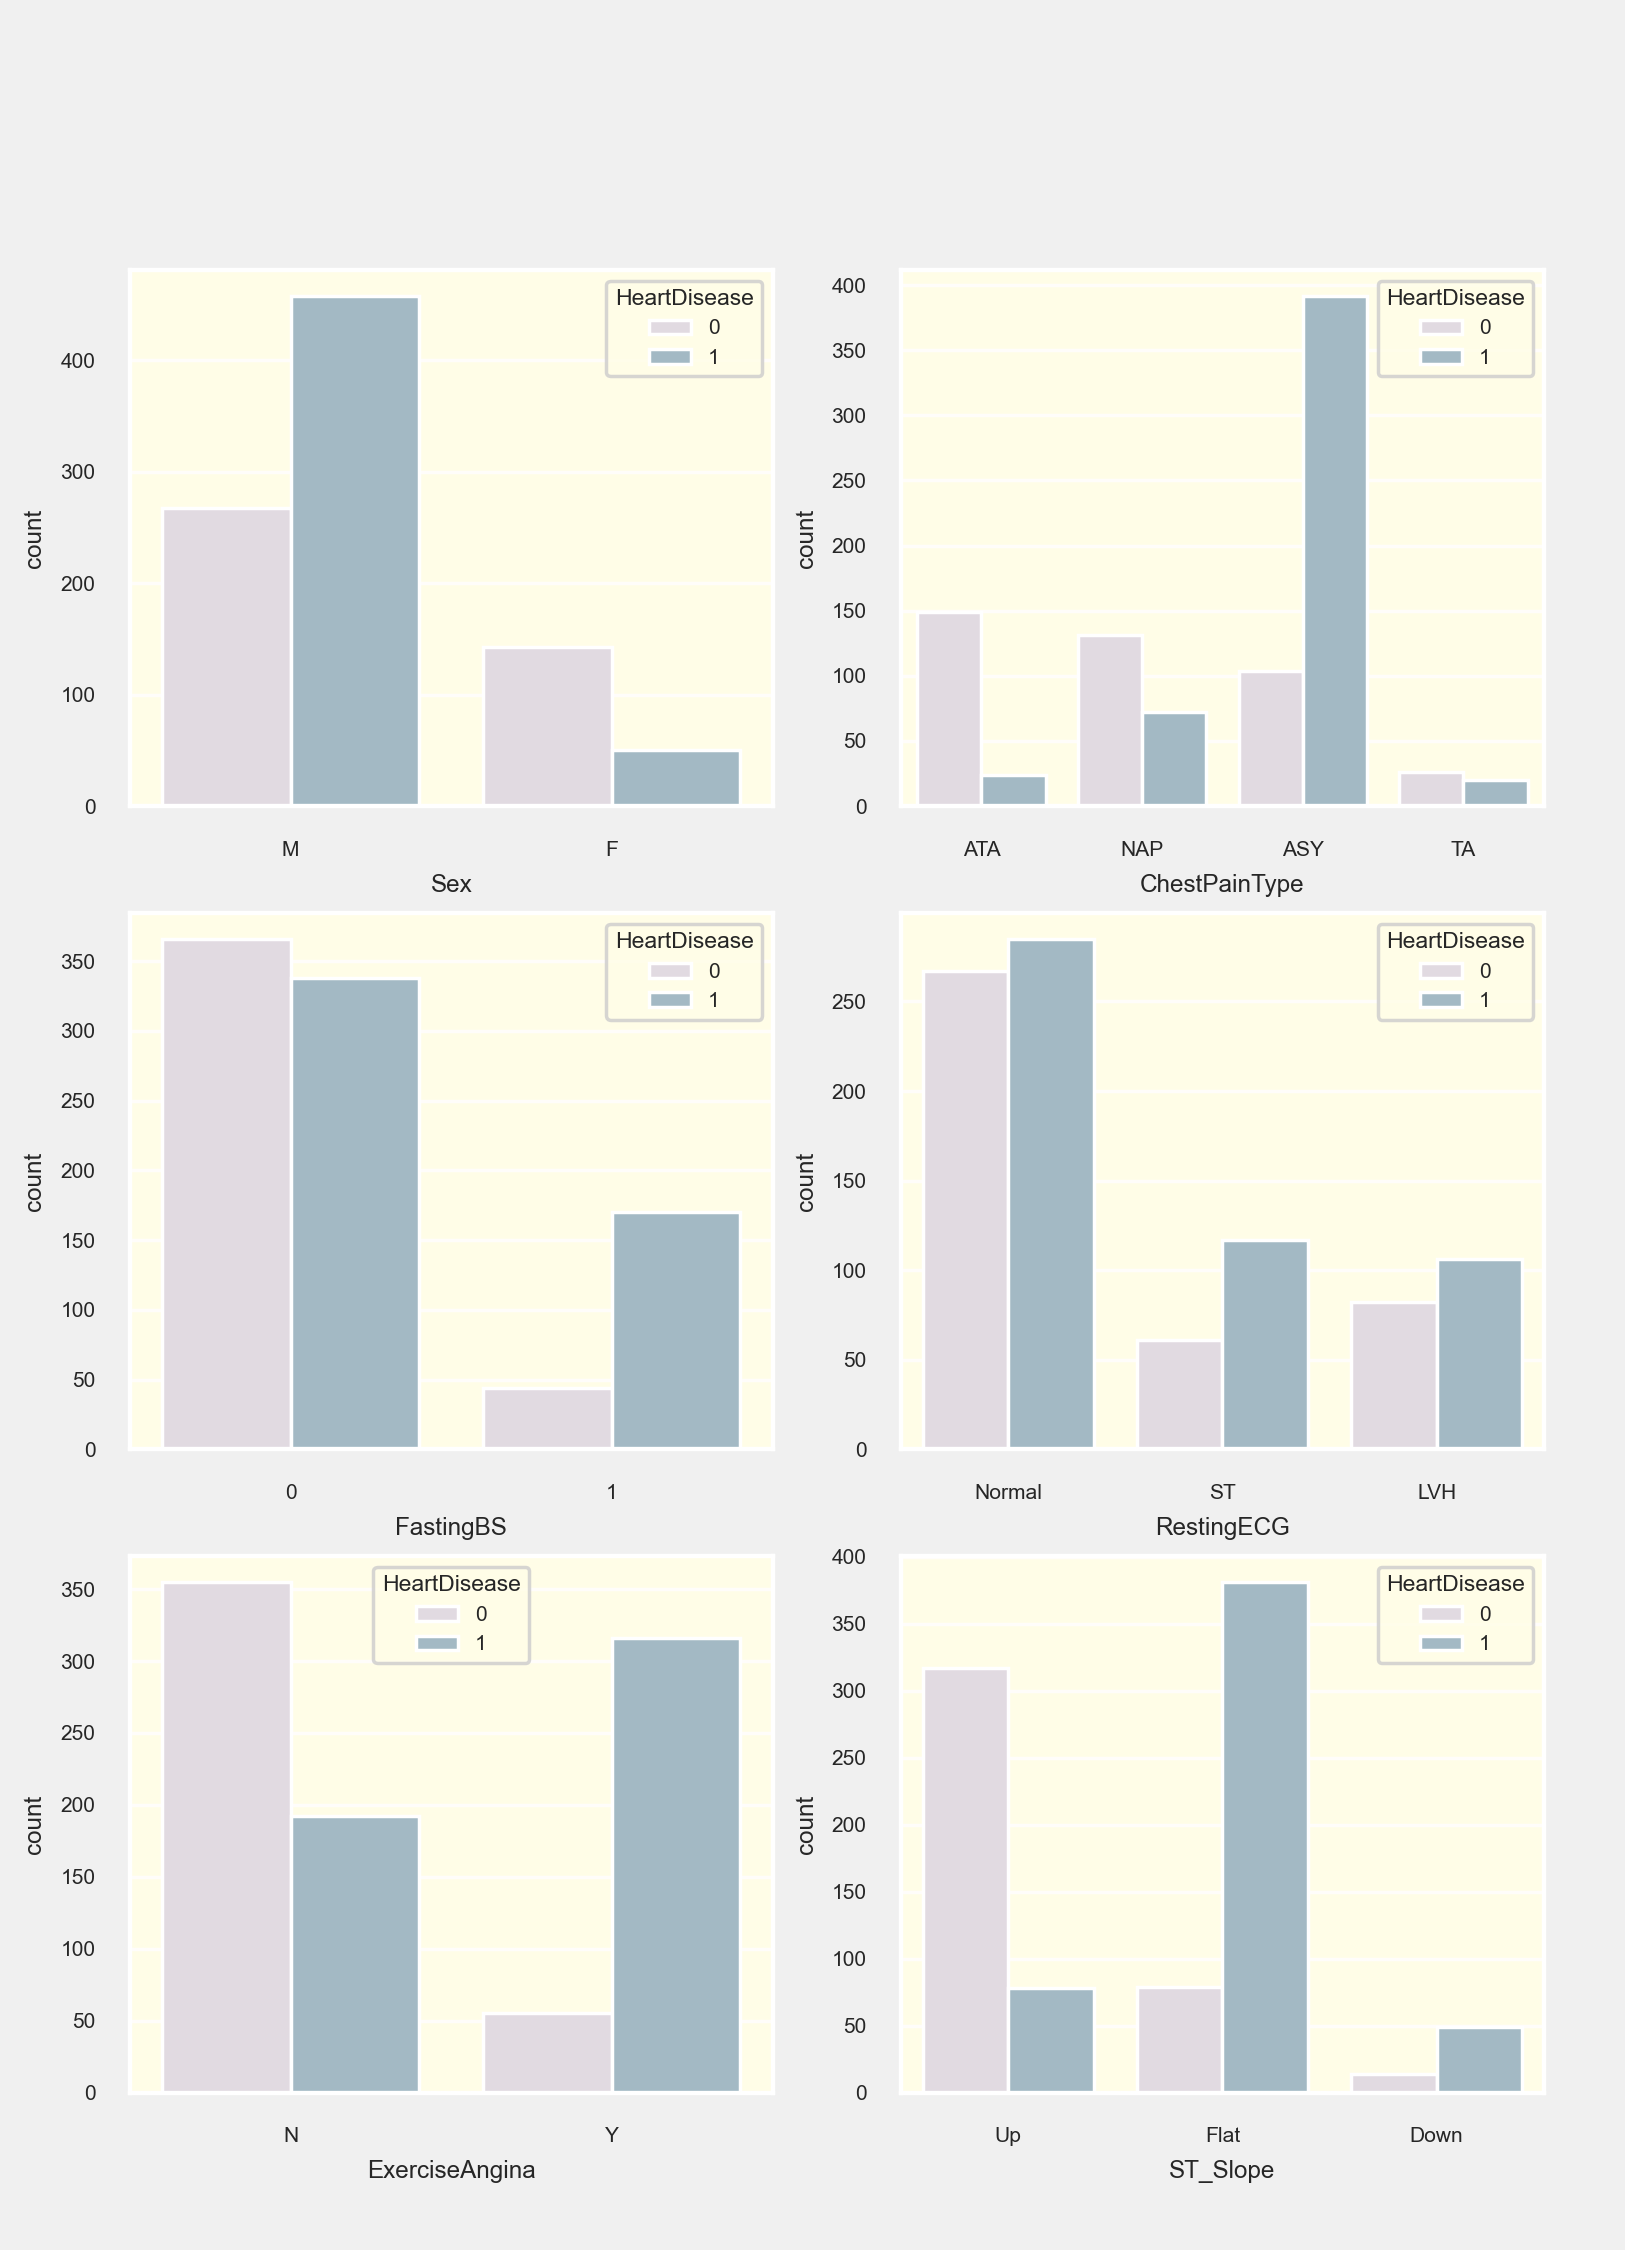 HeartDisease
0
1
400
300
200
100
0
count
M F
Sex
HeartDisease
0
1
400
350
300
250
200
150
100
50
0
count
ATA NAP ASY TA
ChestPainType
HeartDisease
0
1
350
300
250
200
150
100
50
0
count
0 1
FastingBS
HeartDisease
0
1
250
200
150
100
50
0
count
Normal ST LVH
RestingECG
HeartDisease
0
1
350
300
250
200
150
100
50
0
count
N Y
ExerciseAngina
HeartDisease
0
1
400
350
300
250
200
150
100
50
0
count
Up Flat Down
ST_Slope